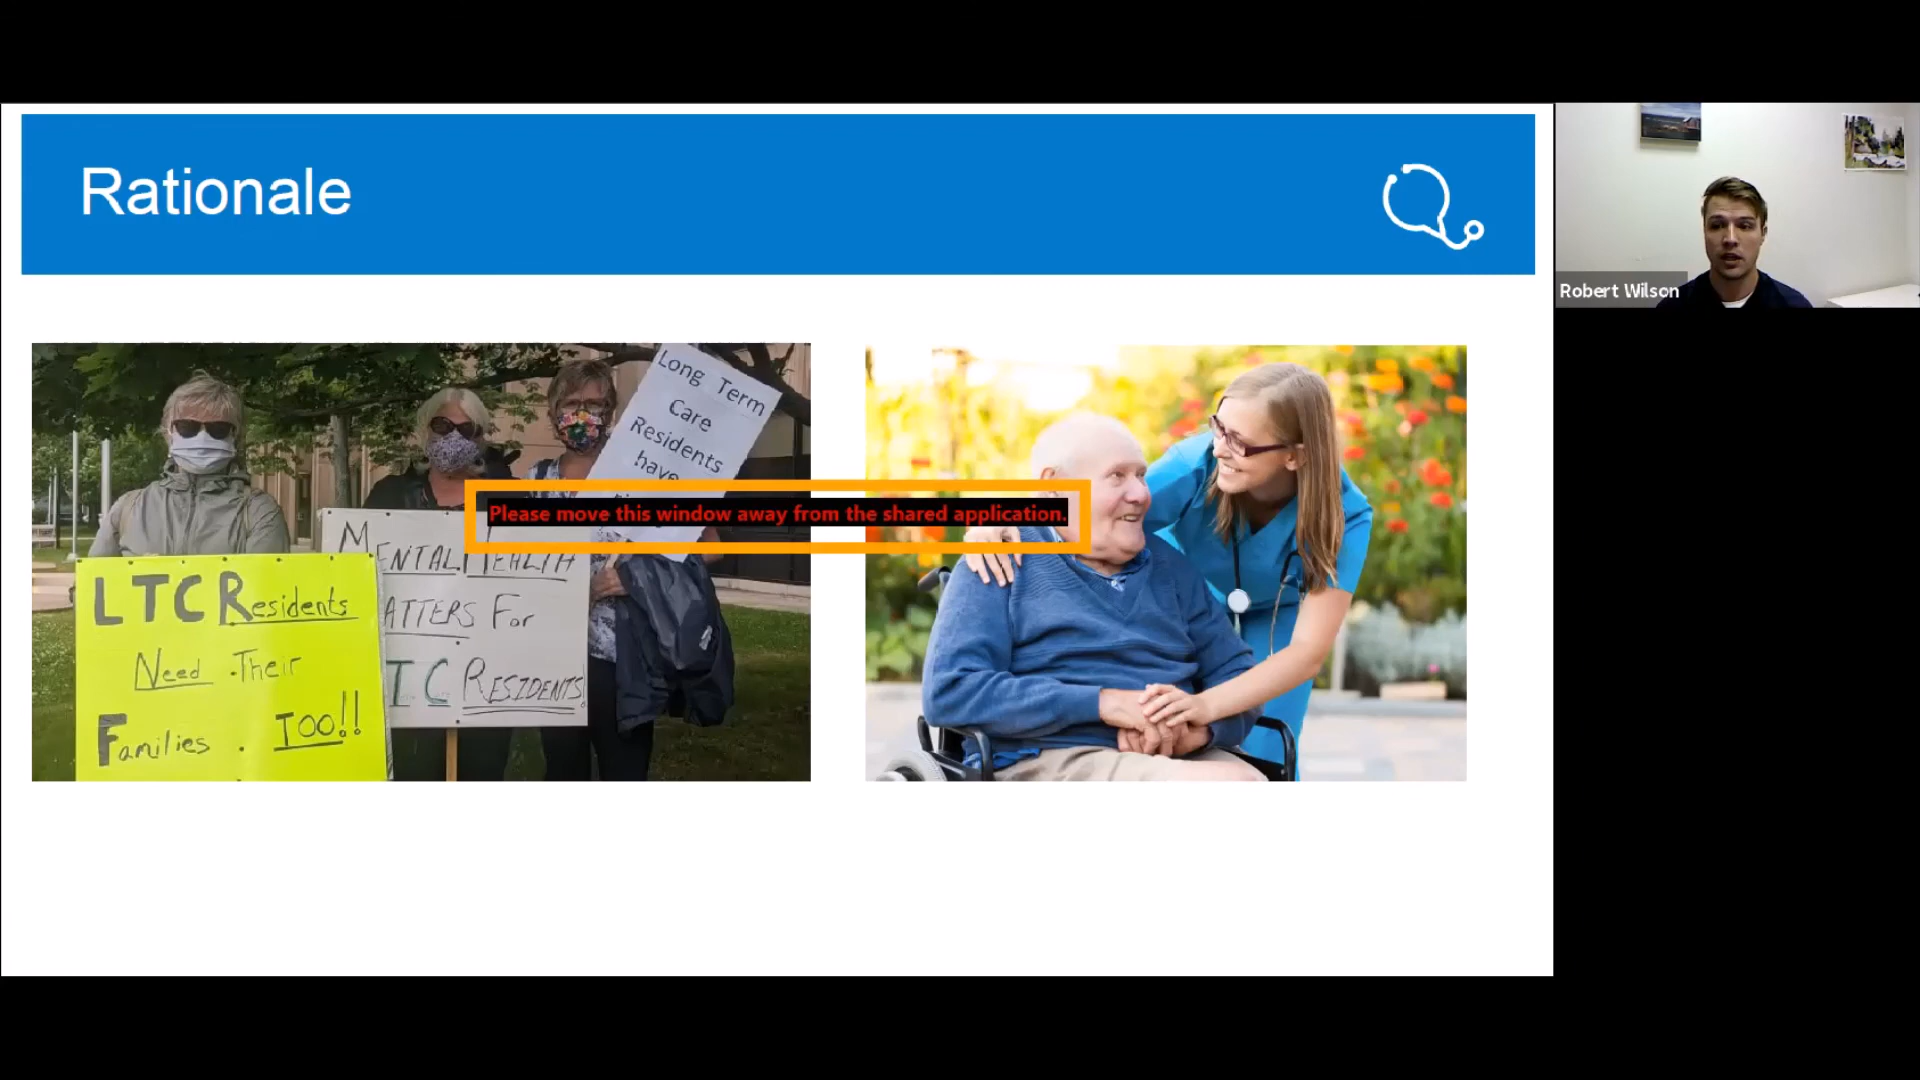 Rationale
Robert Wilson
Long Term
Care
Residents
have
Please move this window away from the shared application.
MENTAL HEALTH
ATTERS FOR
TC RESIDENTS!
LTC Residents
Need Their
Families. TOO!!